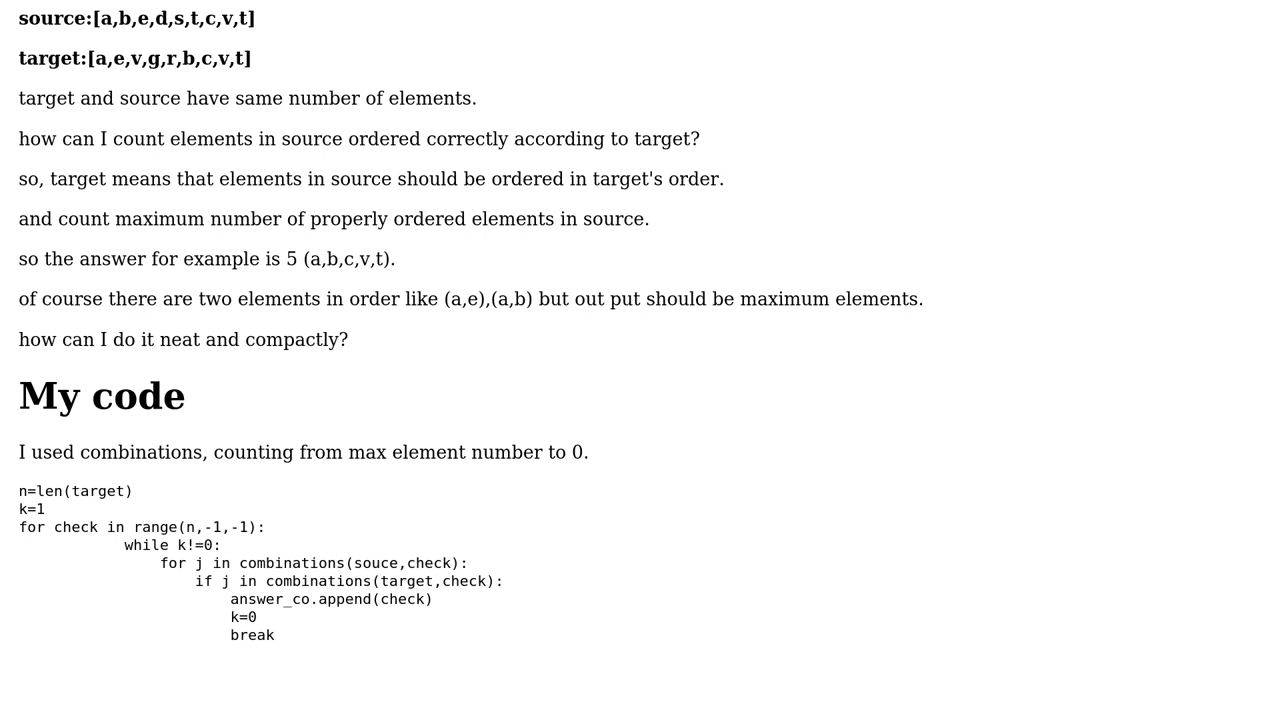 source:[a,b,e,d,s,t,c,v,t]
target:[a,e,v,g,r,b,c,v,t]
target and source have same number of elements.
how can I count elements in source ordered correctly according to target?
so, target means that elements in source should be ordered in target's order.
and count maximum number of properly ordered elements in source.
so the answer for example is 5 (a,b,c,v,t).
of course there are two elements in order like (a,e),(a,b) but out put should be maximum elements.
how can I do it neat and compactly?
My code
I used combinations, counting from max element number to 0.
n=len(target)
k=1
for check in range(n,-1,-1):
            while k!=0:
                for j in combinations(souce,check):
                    if j in combinations(target,check):
                        answer_co.append(check)
                        k=0
                        break